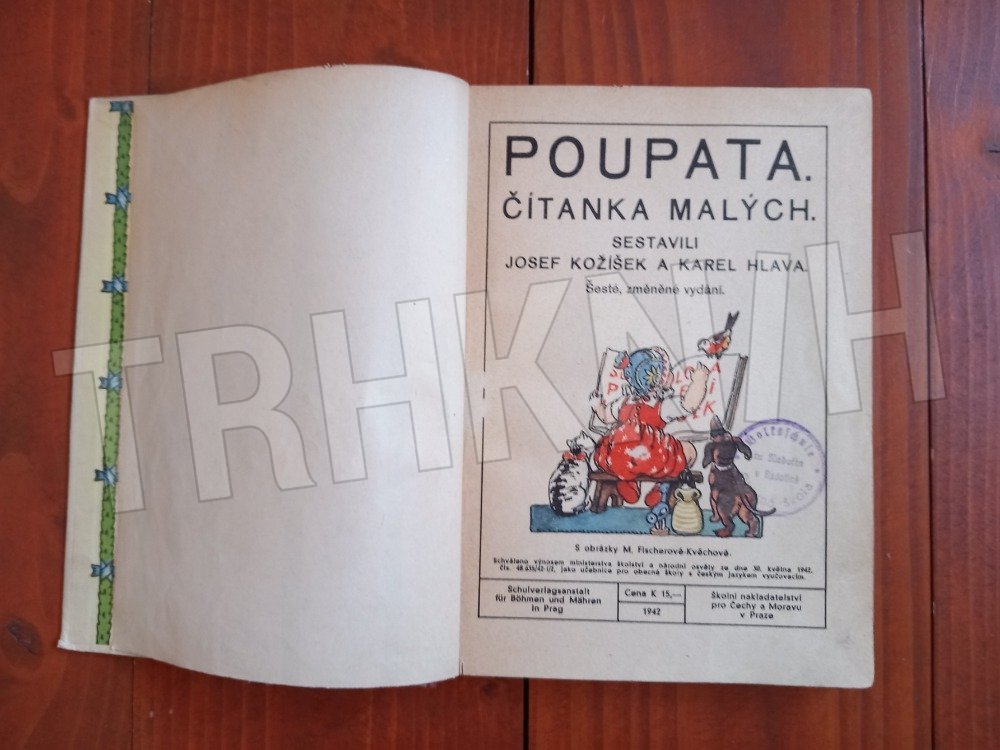 POUPATA.
ČÍTANKA MALÝCH.
SESTAVILI
JOSEF KOŽÍŠEK A KAREL HLAVA.
Šesté, změněné vydání.
S obrázky M. Fischerové-Kvěchové.
Schváleno výnosem ministerstva školství a národní osvěty ze dne 30. května 1942,
čís. 48.635/42-I/2, jako učebnice pro obecné školy s českým jazykem vyučovacím.
Schulverlagsanstalt
für Böhmen und Mähren
in Prag
Cena K 15,—
1942
Školní nakladatelství
pro Čechy a Moravu
v Praze
TRHKNIH